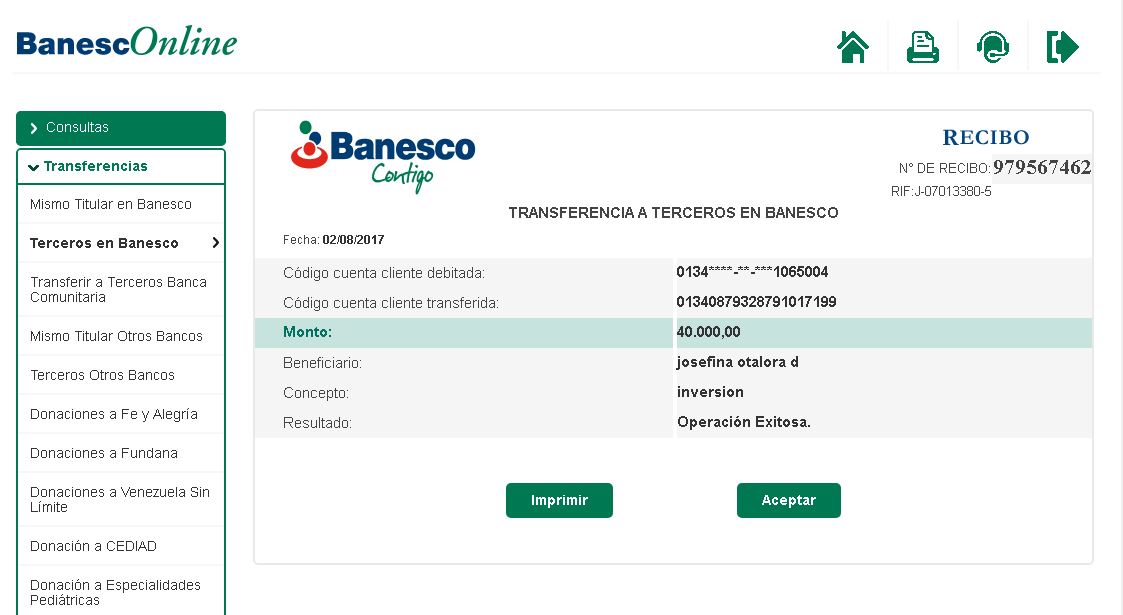 BanescOnline
Consultas
Transferencias
Mismo Titular en Banesco
Terceros en Banesco
Transferir a Terceros Banca
Comunitaria
Mismo Titular Otros Bancos
Terceros Otros Bancos
Donaciones a Fe y Alegría
Donaciones a Fundana
Donaciones a Venezuela Sin
Límite
Donación a CEDIAD
Donación a Especialidades
Pediátricas
Banesco
Contigo
RECIBO
N° DE RECIBO: 979567462
RIF:J-07013380-5
TRANSFERENCIA A TERCEROS EN BANESCO
Fecha: 02/08/2017
Código cuenta cliente debitada: 0134****-**-***1065004
Código cuenta cliente transferida: 01340879328791017199
Monto: 40.000,00
Beneficiario: josefina otalora d
Concepto: inversion
Resultado: Operación Exitosa.
Imprimir Aceptar